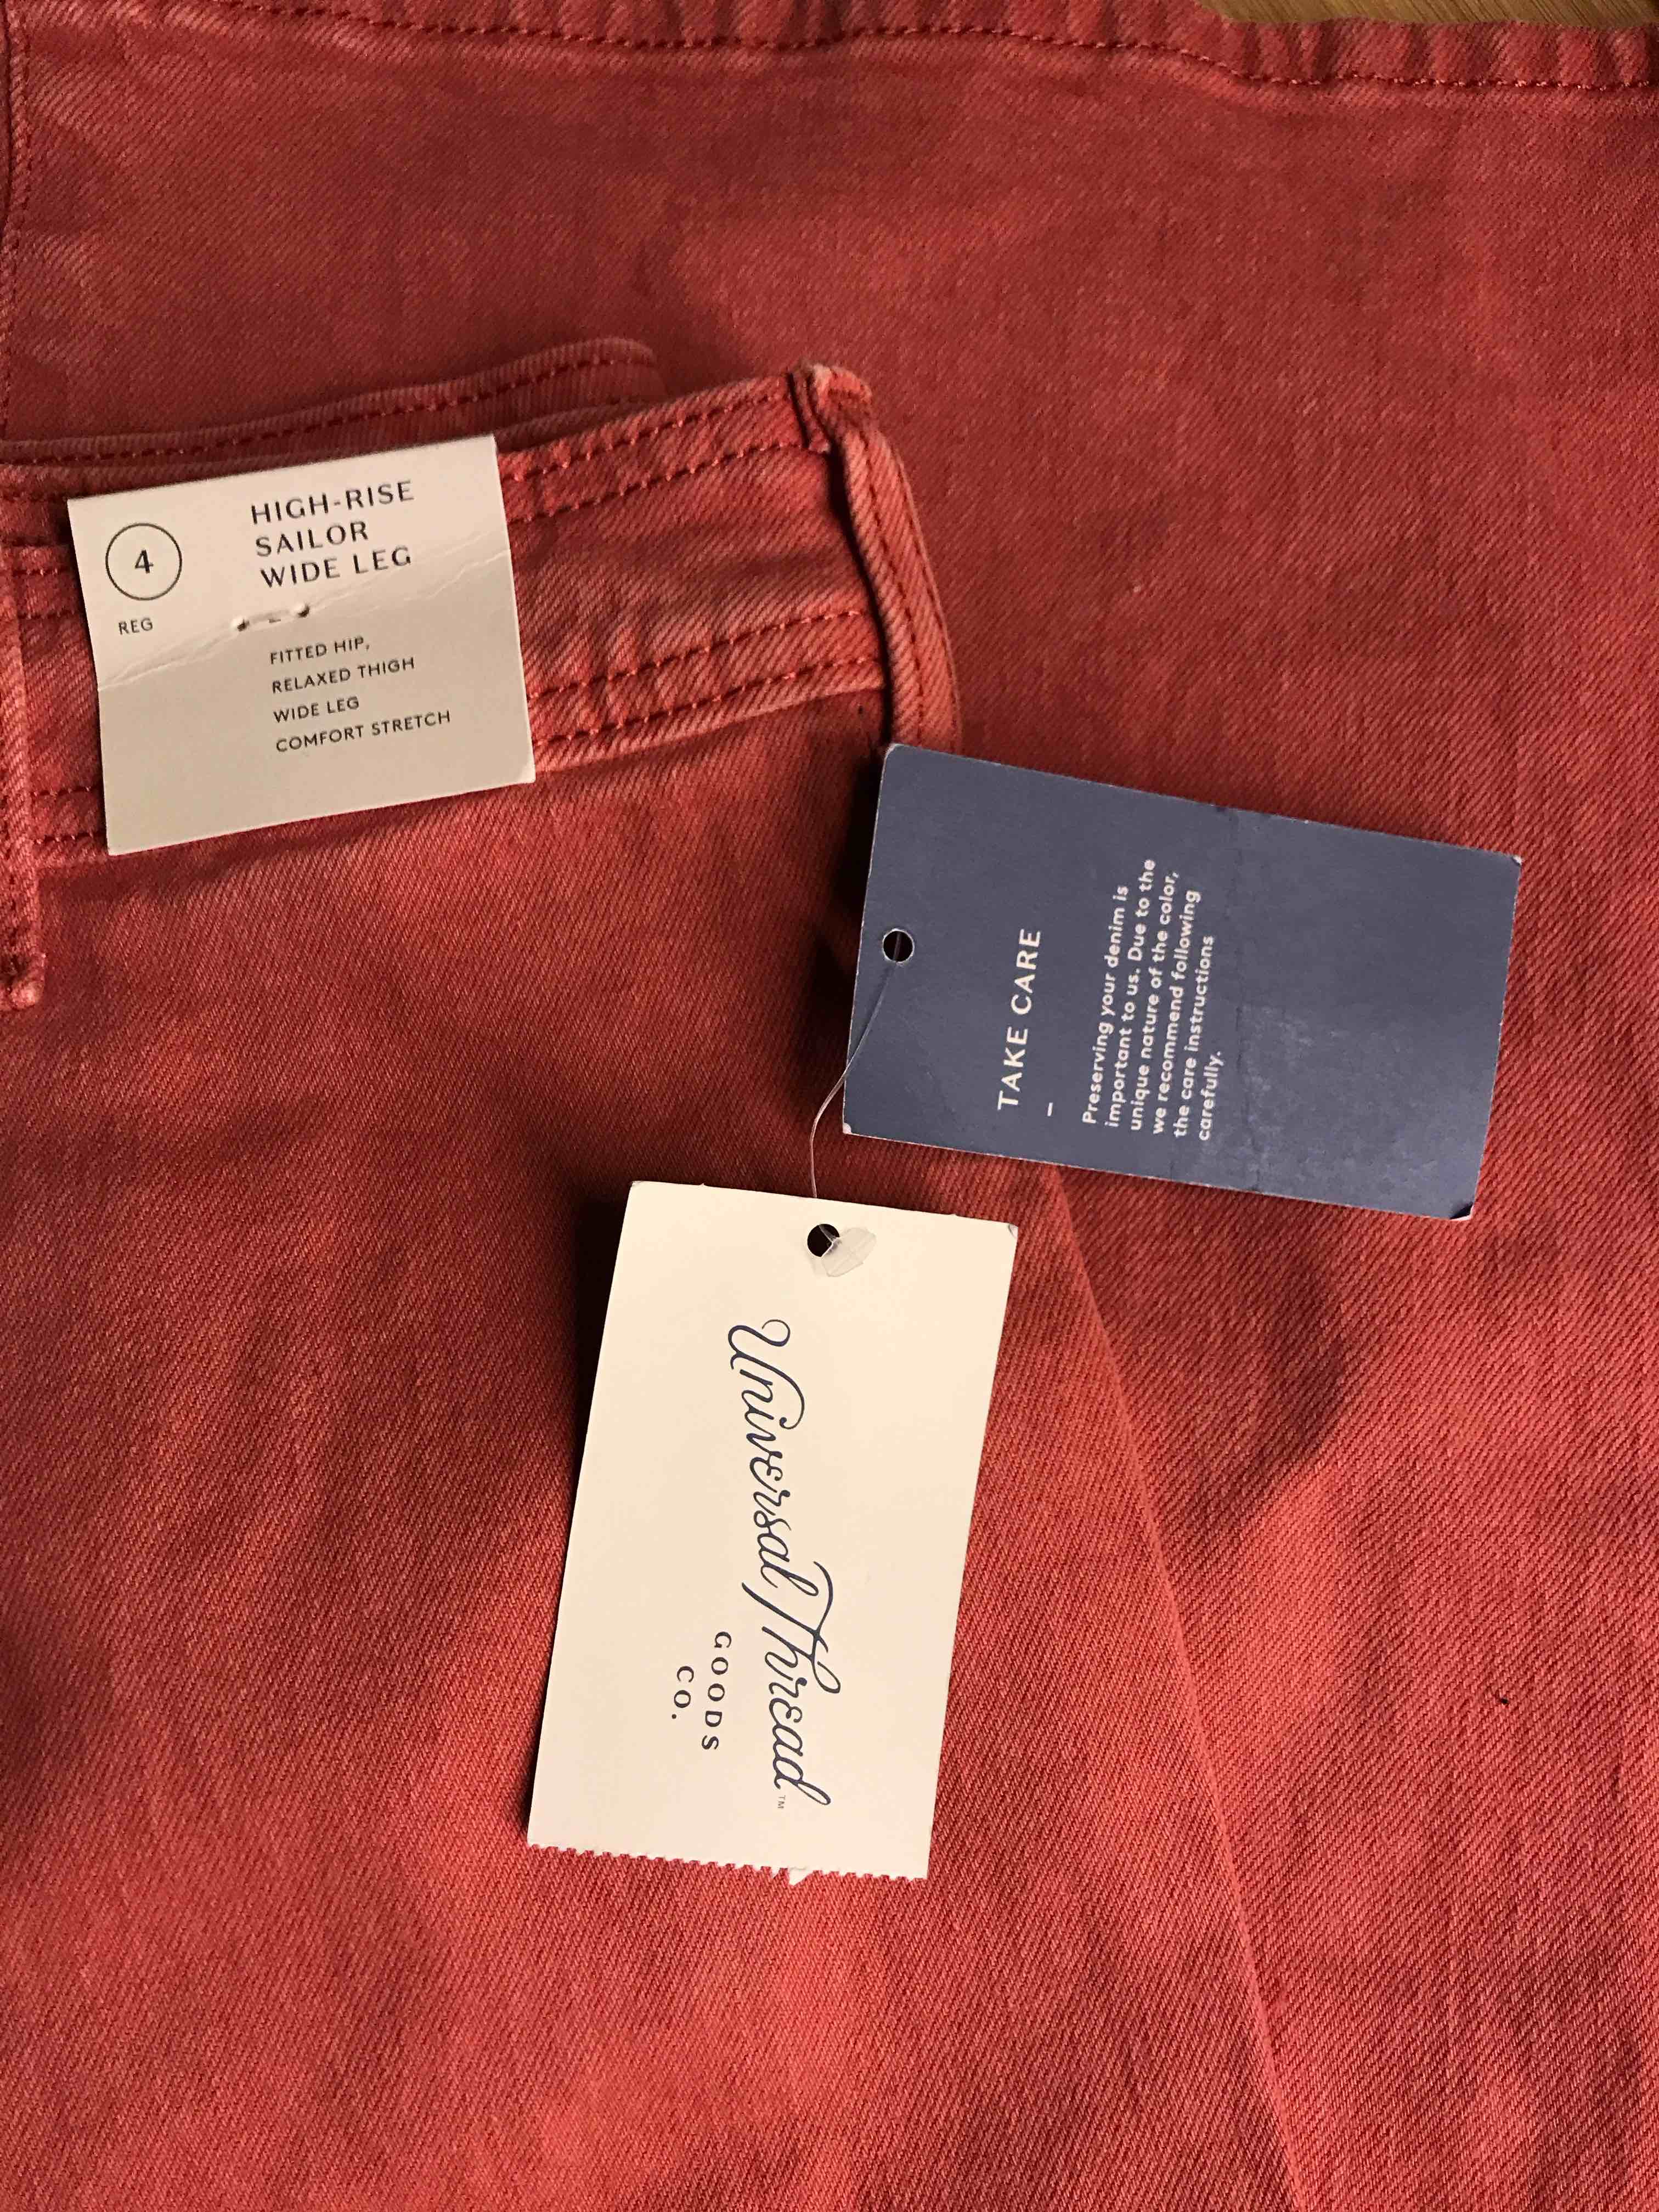 4
REG
HIGH-RISE
SAILOR
WIDE LEG
FITTED HIP,
RELAXED THIGH
WIDE LEG
COMFORT STRETCH
TAKE CARE
–
Preserving your denim is
important to us. Due to the
unique nature of the color,
we recommend following
the care instructions
carefully.
Universal Thread™
GOODS
CO.